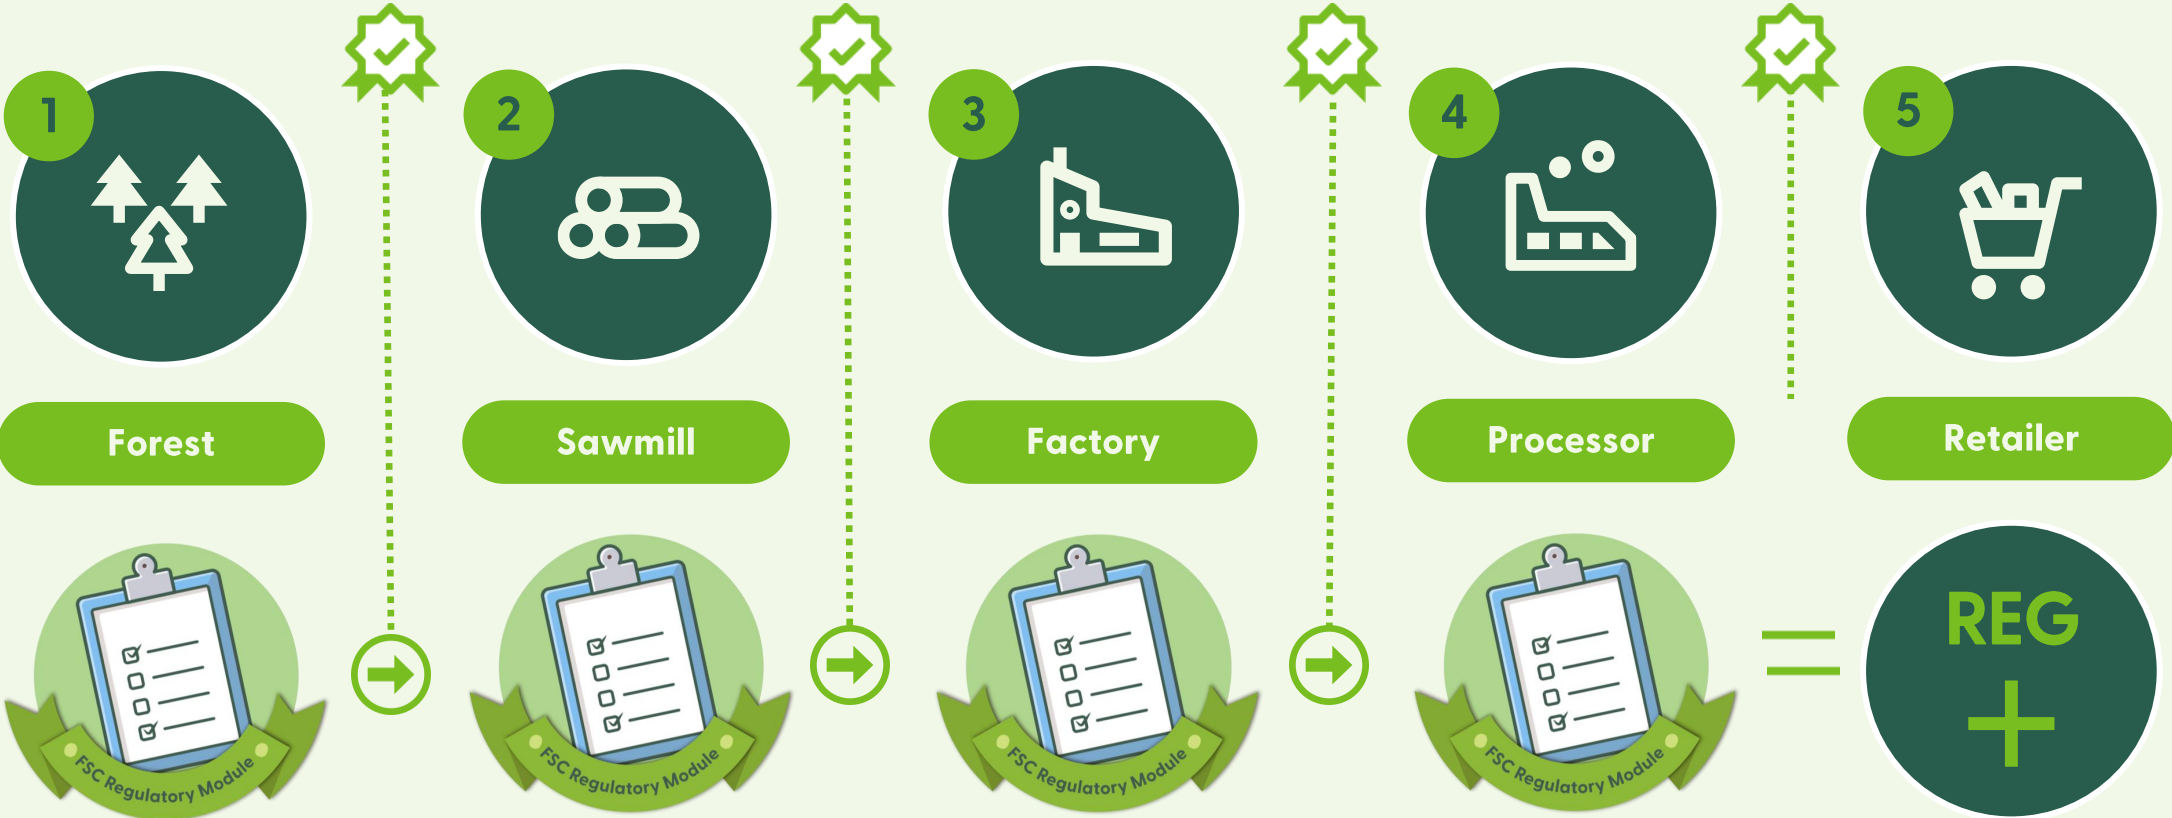 1
2
3
4
5
Forest
Sawmill
Factory
Processor
Retailer
FSC Regulatory Module
FSC Regulatory Module
FSC Regulatory Module
FSC Regulatory Module
=
REG
+